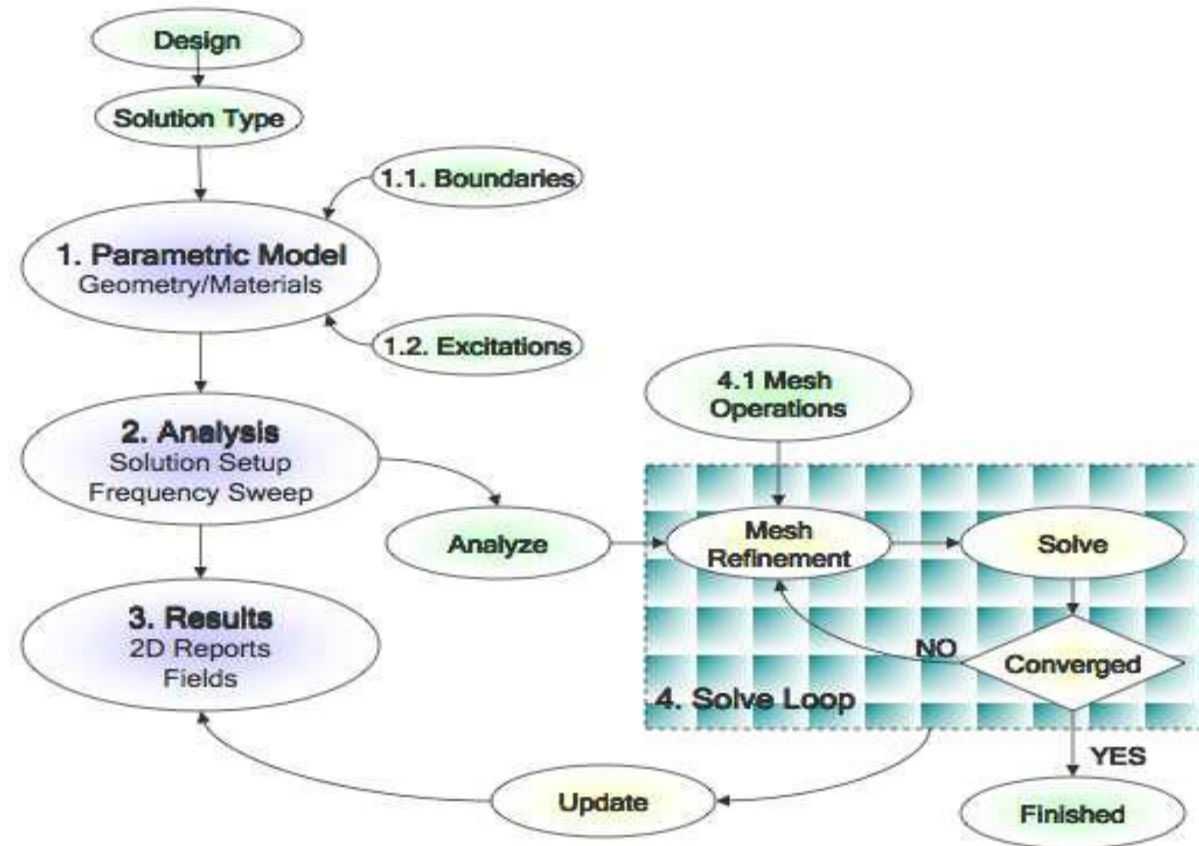 Design
Solution Type
1.1. Boundaries
1. Parametric Model
Geometry/Materials
1.2. Excitations
4.1 Mesh
Operations
2. Analysis
Solution Setup
Frequency Sweep
Analyze
Mesh
Refinement
Solve
3. Results
2D Reports
Fields
NO
Converged
4. Solve Loop
YES
Update
Finished